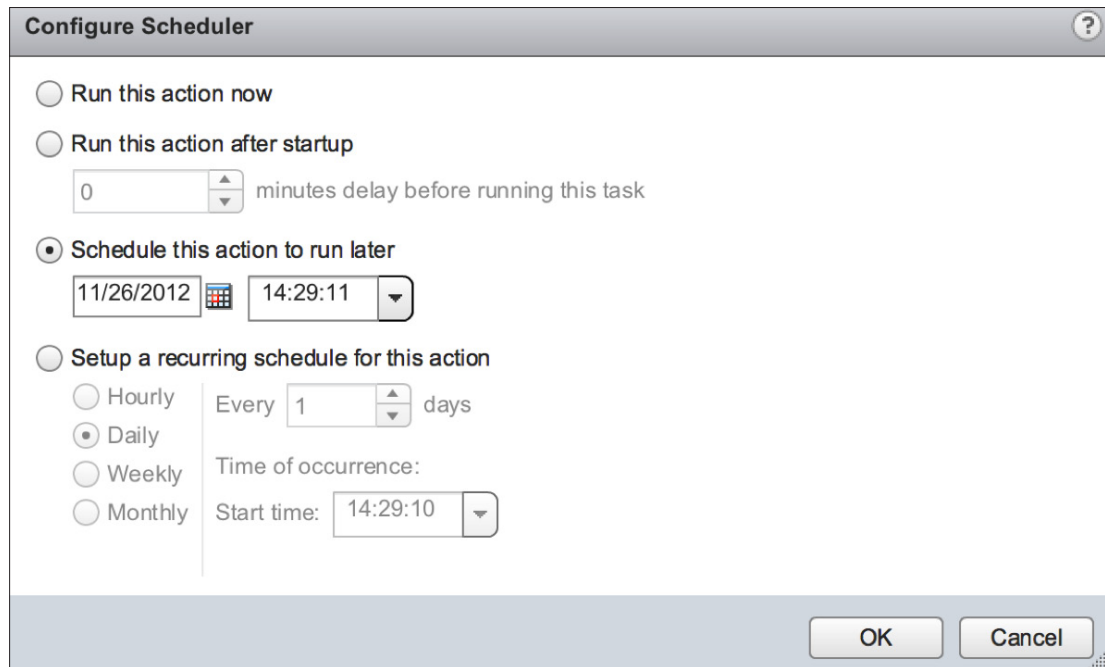 Configure Scheduler ?
Run this action now
Run this action after startup
0 minutes delay before running this task
Schedule this action to run later
11/26/2012 14:29:11
Setup a recurring schedule for this action
Hourly
Every 1 days
Daily
Weekly
Time of occurrence:
Monthly
Start time: 14:29:10
OK Cancel